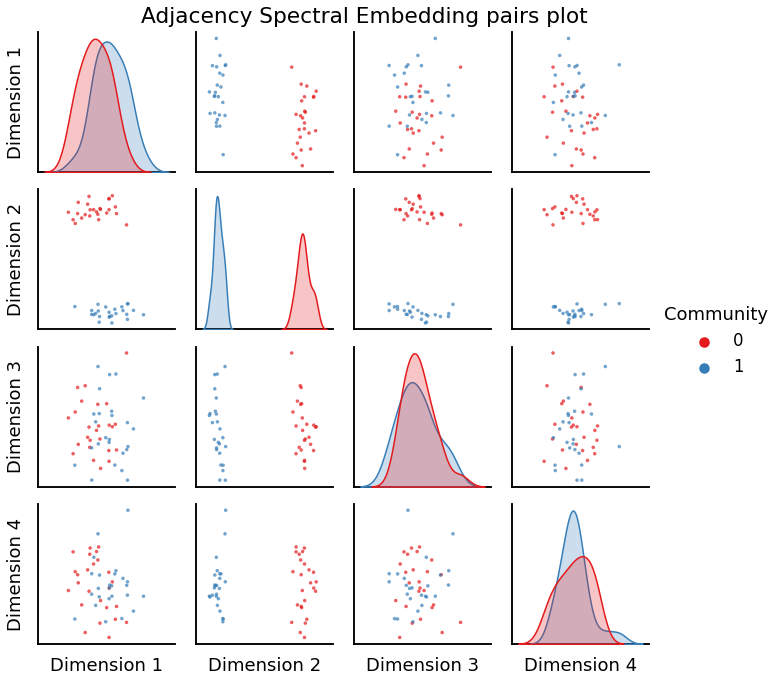 Adjacency Spectral Embedding pairs plot
Dimension 1
Dimension 2
Dimension 3
Dimension 4
Community
0
1
Dimension 1
Dimension 2
Dimension 3
Dimension 4